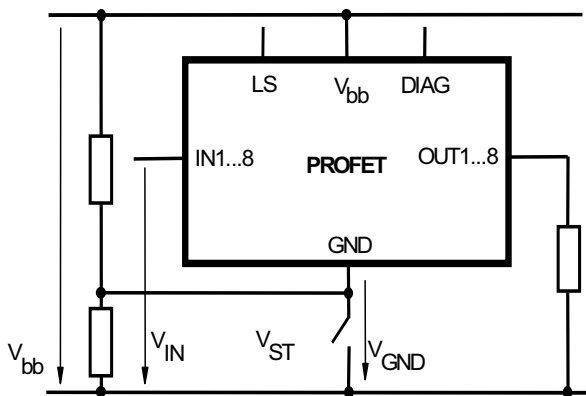 LS
Vbb
DIAG
IN1...8
PROFET
OUT1...8
GND
Vbb
VIN
VST
VGND